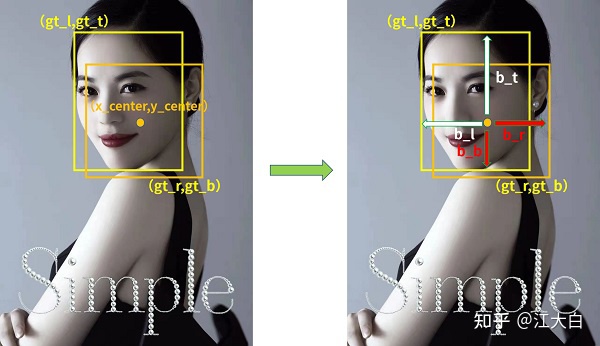 (gt_l,gt_t)
(x_center,y_center)
(gt_r,gt_b)
Simple
(gt_l,gt_t)
b_t
b_l
b_r
b_b
(gt_r,gt_b)
Simple
知乎 @江大白